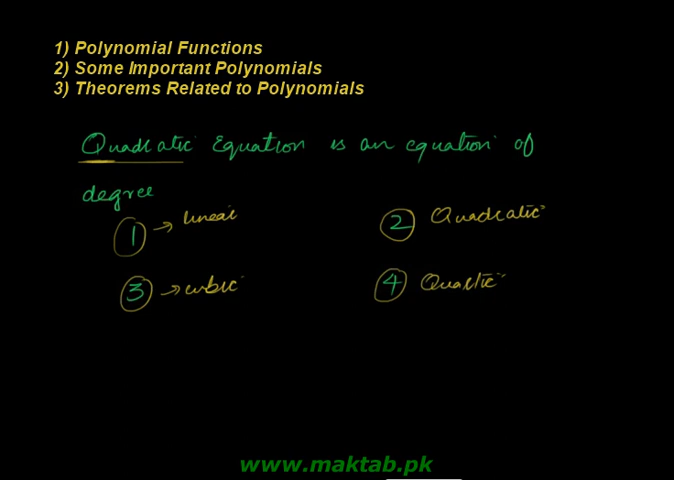 1) Polynomial Functions
2) Some Important Polynomials
3) Theorems Related to Polynomials
Quadratic Equation is an equation of
degree
1 → linear
2 Quadratic
3 → cubic
4 Quartic
www.maktab.pk